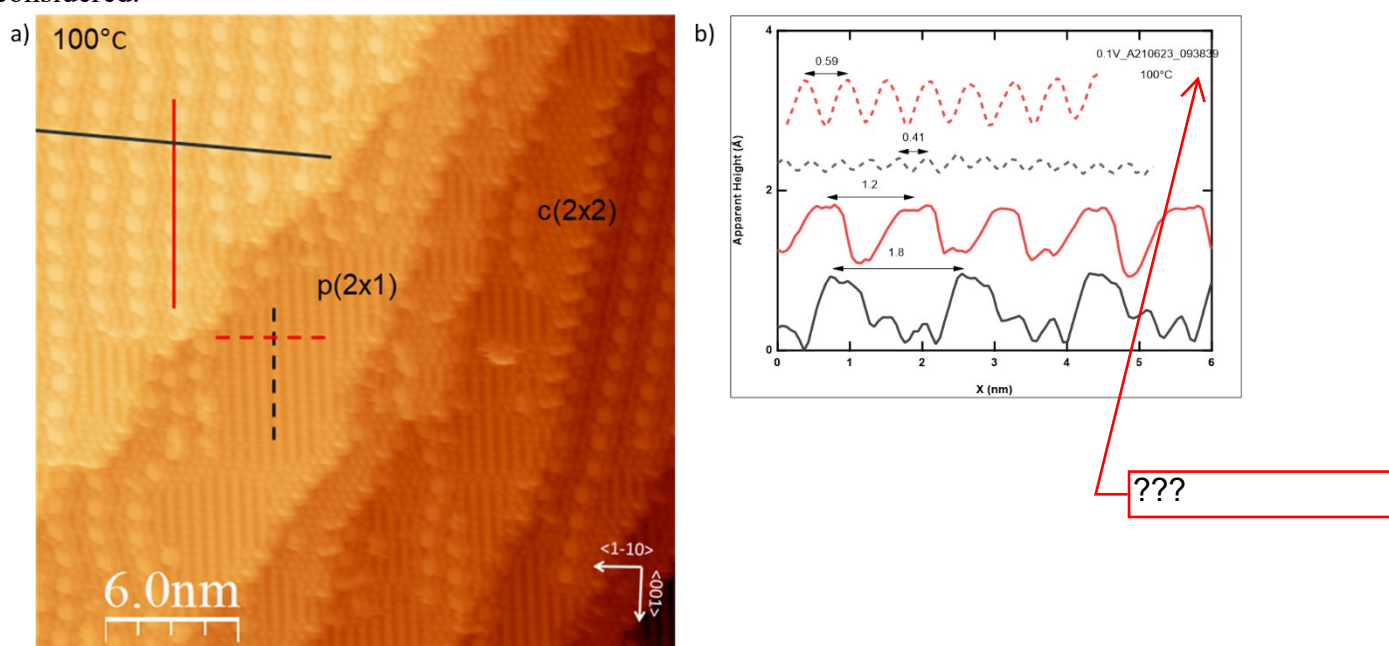 considered.
a)
100°C
c(2x2)
p(2x1)
<1-10>
<001>
6.0nm
b)
4
2
0
Apparent Height (Å)
0.59
0.1V_A210623_093839
100°C
0.41
1.2
1.8
0 1 2 3 4 5 6
X (nm)
???